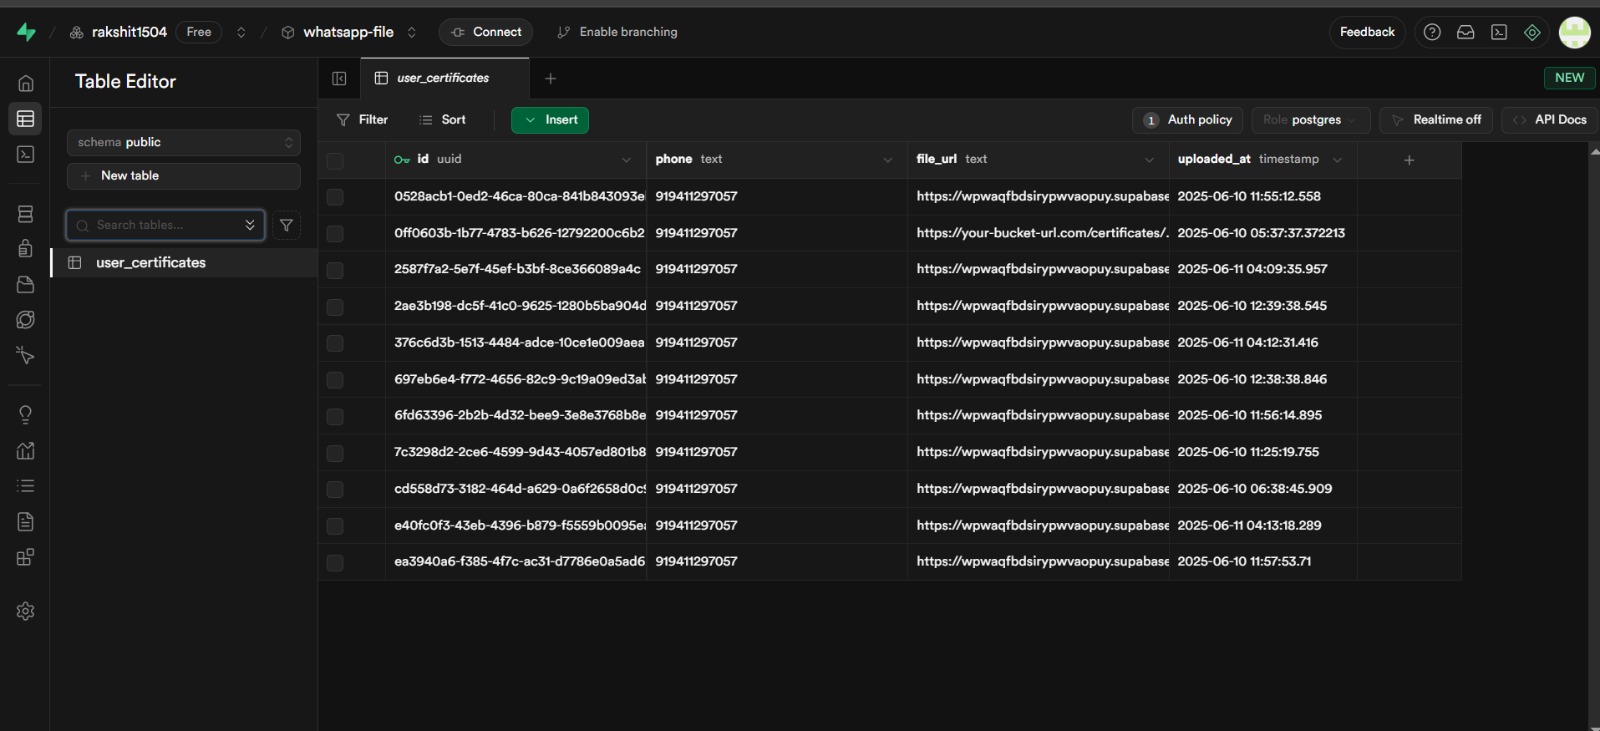 rakshit1504 Free whatsapp-file Connect Enable branching Feedback
Table Editor
user_certificates
NEW
schema public
New table
Search tables...
user_certificates
Filter Sort Insert 1 Auth policy Role postgres Realtime off API Docs
id uuid phone text file_url text uploaded_at timestamp
0528acb1-0ed2-46ca-80ca-841b843093e 919411297057 https://wpwaqfbdsirypwvaopuy.supabase 2025-06-10 11:55:12.558
0ff0603b-1b77-4783-b626-12792200c6b2 919411297057 https://your-bucket-url.com/certificates/. 2025-06-10 05:37:37.372213
2587f7a2-5e7f-45ef-b3bf-8ce366089a4c 919411297057 https://wpwaqfbdsirypwvaopuy.supabase 2025-06-11 04:09:35.957
2ae3b198-dc5f-41c0-9625-1280b5ba904d 919411297057 https://wpwaqfbdsirypwvaopuy.supabase 2025-06-10 12:39:38.545
376c6d3b-1513-4484-adce-10ce1e009aea 919411297057 https://wpwaqfbdsirypwvaopuy.supabase 2025-06-11 04:12:31.416
697eb6e4-f772-4656-82c9-9c19a09ed3ab 919411297057 https://wpwaqfbdsirypwvaopuy.supabase 2025-06-10 12:38:38.846
6fd63396-2b2b-4d32-bee9-3e8e3768b8e 919411297057 https://wpwaqfbdsirypwvaopuy.supabase 2025-06-10 11:56:14.895
7c3298d2-2ce6-4599-9d43-4057ed801b8 919411297057 https://wpwaqfbdsirypwvaopuy.supabase 2025-06-10 11:25:19.755
cd558d73-3182-464d-a629-0a6f2658d0c9 919411297057 https://wpwaqfbdsirypwvaopuy.supabase 2025-06-10 06:38:45.909
e40fc0f3-43eb-4396-b879-f5559b0095ea 919411297057 https://wpwaqfbdsirypwvaopuy.supabase 2025-06-11 04:13:18.289
ea3940a6-f385-4f7c-ac31-d7786e0a5ad6 919411297057 https://wpwaqfbdsirypwvaopuy.supabase 2025-06-10 11:57:53.71